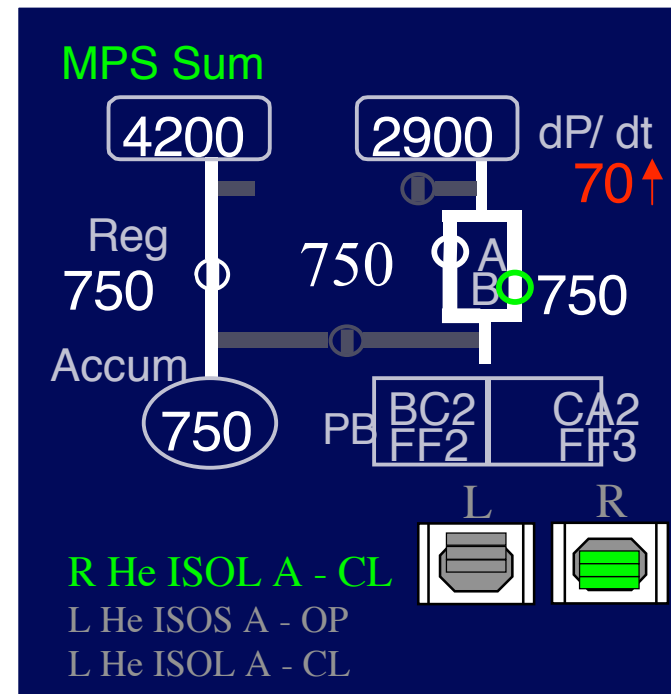 MPS Sum
4200 2900 dP/ dt
70
Reg
750 750 A
B 750
Accum
750 PB BC2 CA2
FF2 FF3
L R
R He ISOL A - CL
L He ISOS A - OP
L He ISOL A - CL